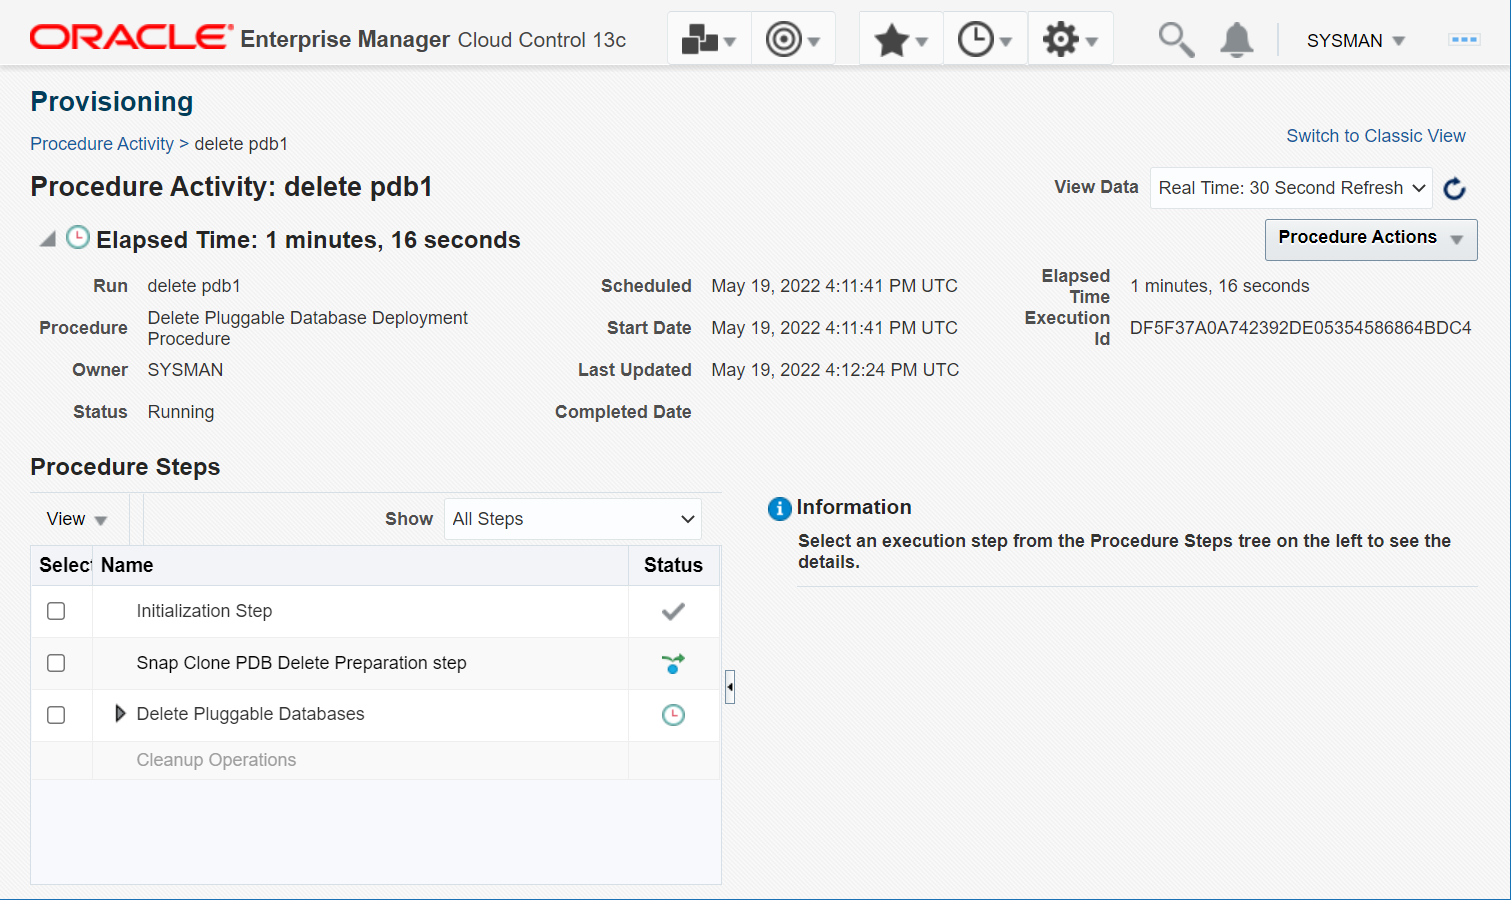 ORACLE Enterprise Manager Cloud Control 13c
SYSMAN
Provisioning
Procedure Activity > delete pdb1
Switch to Classic View
Procedure Activity: delete pdb1
View Data Real Time: 30 Second Refresh
Elapsed Time: 1 minutes, 16 seconds
Procedure Actions
Run delete pdb1
Procedure Delete Pluggable Database Deployment
Procedure
Owner SYSMAN
Status Running
Scheduled May 19, 2022 4:11:41 PM UTC
Start Date May 19, 2022 4:11:41 PM UTC
Last Updated May 19, 2022 4:12:24 PM UTC
Completed Date
Elapsed
Time 1 minutes, 16 seconds
Execution
Id DF5F37A0A742392DE05354586864BDC4
Procedure Steps
View
Show All Steps
Select Name Status
Initialization Step
Snap Clone PDB Delete Preparation step
Delete Pluggable Databases
Cleanup Operations
Information
Select an execution step from the Procedure Steps tree on the left to see the
details.